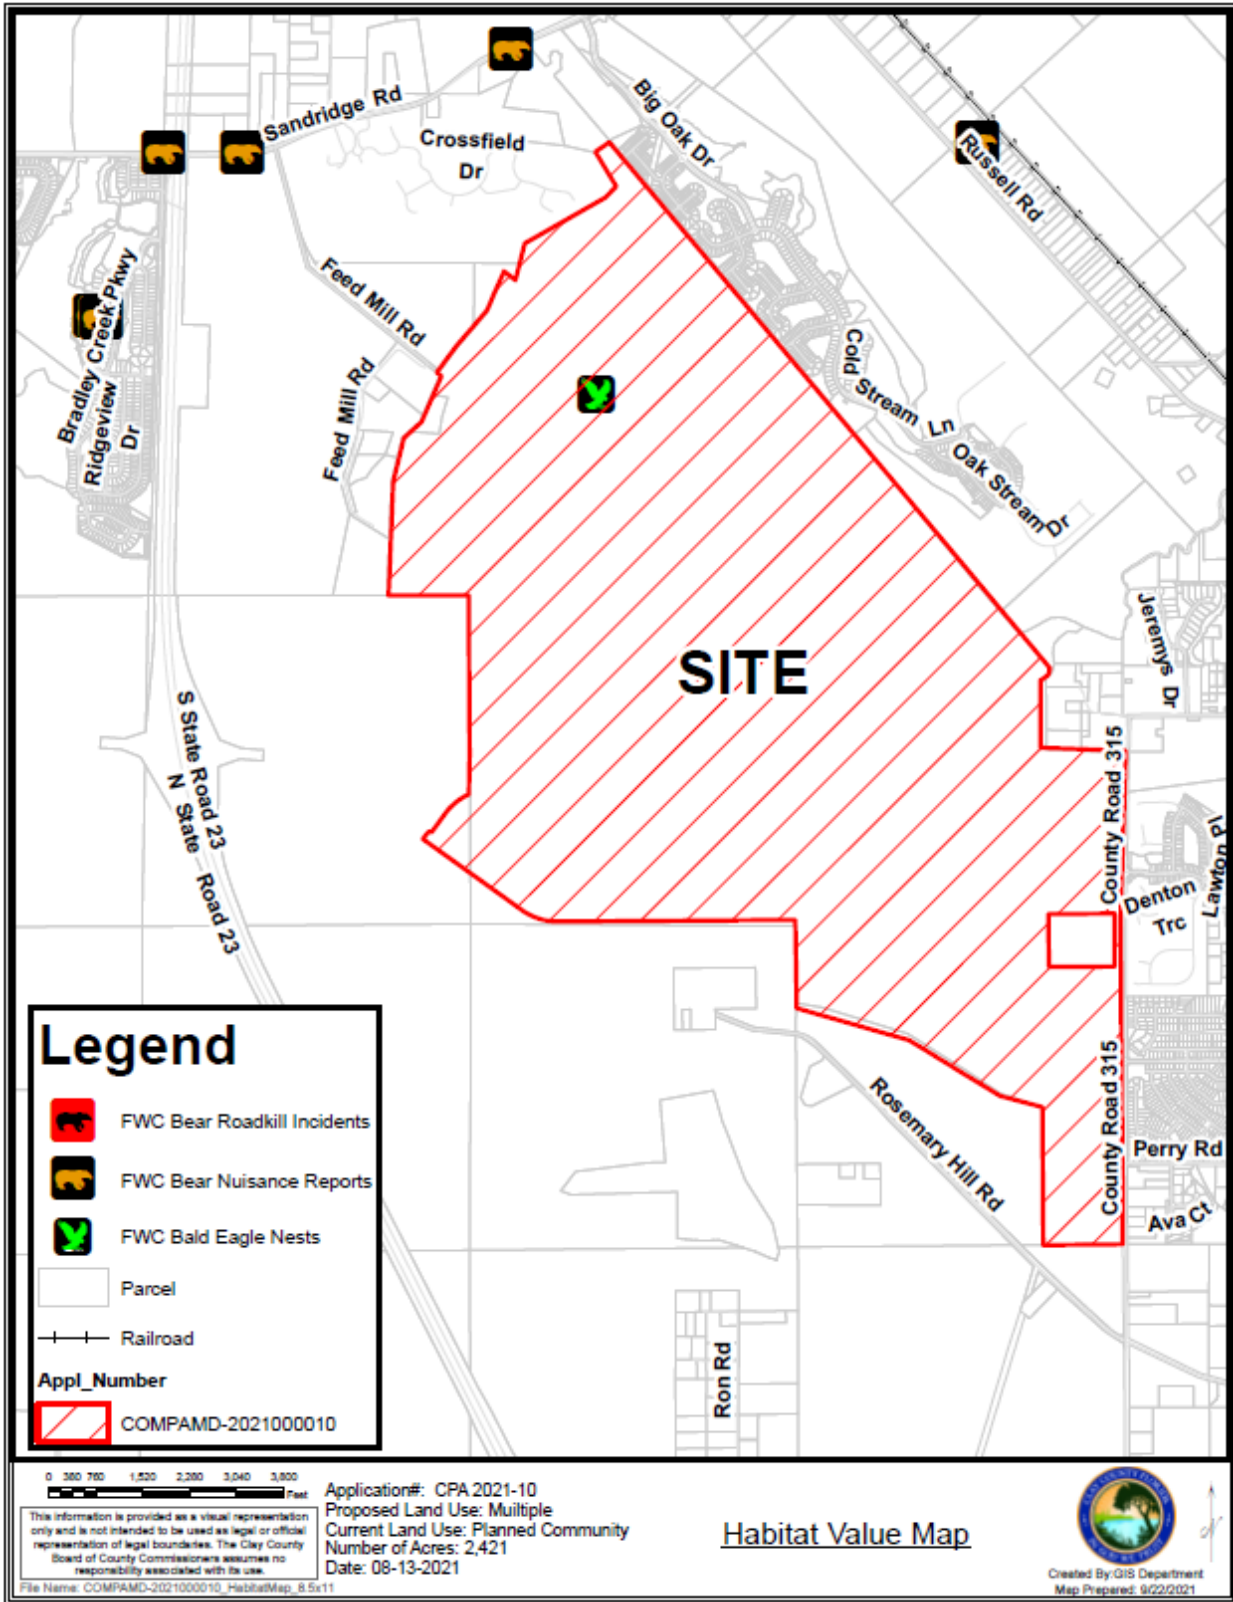 Sandridge Rd
Crossfield
Dr
Big Oak Dr
Russell Rd
Bradley Creek Pkwy
Ridgeview
Dr
Feed Mill Rd
Feed Mill Rd
Cold Stream Ln
Oak Stream Dr
Jeremys Dr
SITE
S State Road 23
N State Road 23
County Road 315
Denton
Trc
Lawton Pl
County Road 315
Rosemary Hill Rd
Perry Rd
Ava Ct
Ron Rd
Legend
FWC Bear Roadkill Incidents
FWC Bear Nuisance Reports
FWC Bald Eagle Nests
Parcel
Railroad
Appl_Number
COMPAMD-2021000010
0 380 760 1,520 2,280 3,040 3,800
Feet
This information is provided as a visual representation
only and is not intended to be used as legal or official
representation of legal boundaries. The Clay County
Board of County Commissioners assumes no
responsibility associated with its use.
File Name: COMPAMD-2021000010_HabitatMap_8.5x11
Application#: CPA 2021-10
Proposed Land Use: Muiltiple
Current Land Use: Planned Community
Number of Acres: 2,421
Date: 08-13-2021
Habitat Value Map
CLAY COUNTY FLORIDA
IN GOD WE TRUST
N
Created By:GIS Department
Map Prepared: 9/22/2021